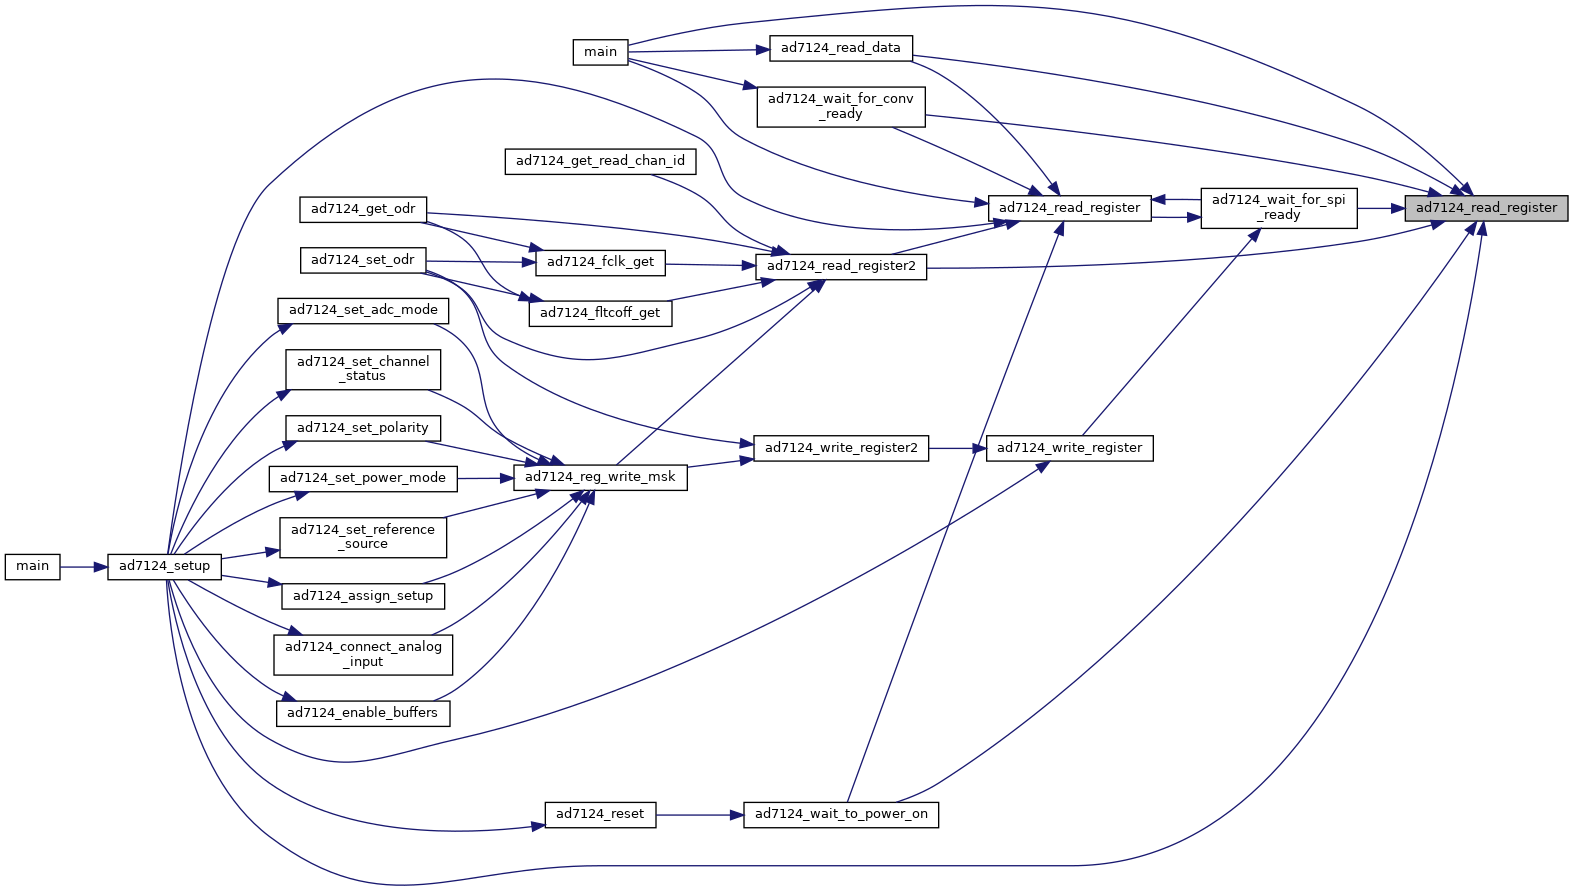 main
ad7124_read_data
ad7124_wait_for_conv
_ready
ad7124_get_read_chan_id
ad7124_get_odr
ad7124_read_register
ad7124_wait_for_spi
_ready
ad7124_read_register
ad7124_set_odr
ad7124_fclk_get
ad7124_read_register2
ad7124_set_adc_mode
ad7124_fltcoff_get
ad7124_set_channel
_status
ad7124_set_polarity
ad7124_write_register2
ad7124_write_register
ad7124_set_power_mode
ad7124_reg_write_msk
ad7124_set_reference
_source
main
ad7124_setup
ad7124_assign_setup
ad7124_connect_analog
_input
ad7124_enable_buffers
ad7124_reset
ad7124_wait_to_power_on